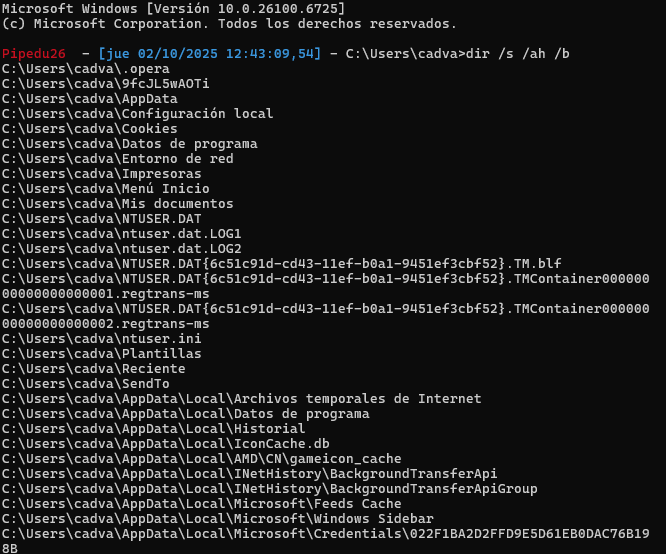 Microsoft Windows [Versión 10.0.26100.6725]
(c) Microsoft Corporation. Todos los derechos reservados.
Pipedu26  - [jue 02/10/2025 12:43:09,54] - C:\Users\cadva>dir /s /ah /b
C:\Users\cadva\.opera
C:\Users\cadva\9fcJL5wAOTi
C:\Users\cadva\AppData
C:\Users\cadva\Configuración local
C:\Users\cadva\Cookies
C:\Users\cadva\Datos de programa
C:\Users\cadva\Entorno de red
C:\Users\cadva\Impresoras
C:\Users\cadva\Menú Inicio
C:\Users\cadva\Mis documentos
C:\Users\cadva\NTUSER.DAT
C:\Users\cadva\ntuser.dat.LOG1
C:\Users\cadva\ntuser.dat.LOG2
C:\Users\cadva\NTUSER.DAT{6c51c91d-cd43-11ef-b0a1-9451ef3cbf52}.TM.blf
C:\Users\cadva\NTUSER.DAT{6c51c91d-cd43-11ef-b0a1-9451ef3cbf52}.TMContainer000000
00000000000001.regtrans-ms
C:\Users\cadva\NTUSER.DAT{6c51c91d-cd43-11ef-b0a1-9451ef3cbf52}.TMContainer000000
00000000000002.regtrans-ms
C:\Users\cadva\ntuser.ini
C:\Users\cadva\Plantillas
C:\Users\cadva\Reciente
C:\Users\cadva\SendTo
C:\Users\cadva\AppData\Local\Archivos temporales de Internet
C:\Users\cadva\AppData\Local\Datos de programa
C:\Users\cadva\AppData\Local\Historial
C:\Users\cadva\AppData\Local\IconCache.db
C:\Users\cadva\AppData\Local\AMD\CN\gameicon_cache
C:\Users\cadva\AppData\Local\INetHistory\BackgroundTransferApi
C:\Users\cadva\AppData\Local\INetHistory\BackgroundTransferApiGroup
C:\Users\cadva\AppData\Local\Microsoft\Feeds Cache
C:\Users\cadva\AppData\Local\Microsoft\Windows Sidebar
C:\Users\cadva\AppData\Local\Microsoft\Credentials\022F1BA2D2FFD9E5D61EB0DAC76B19
8B